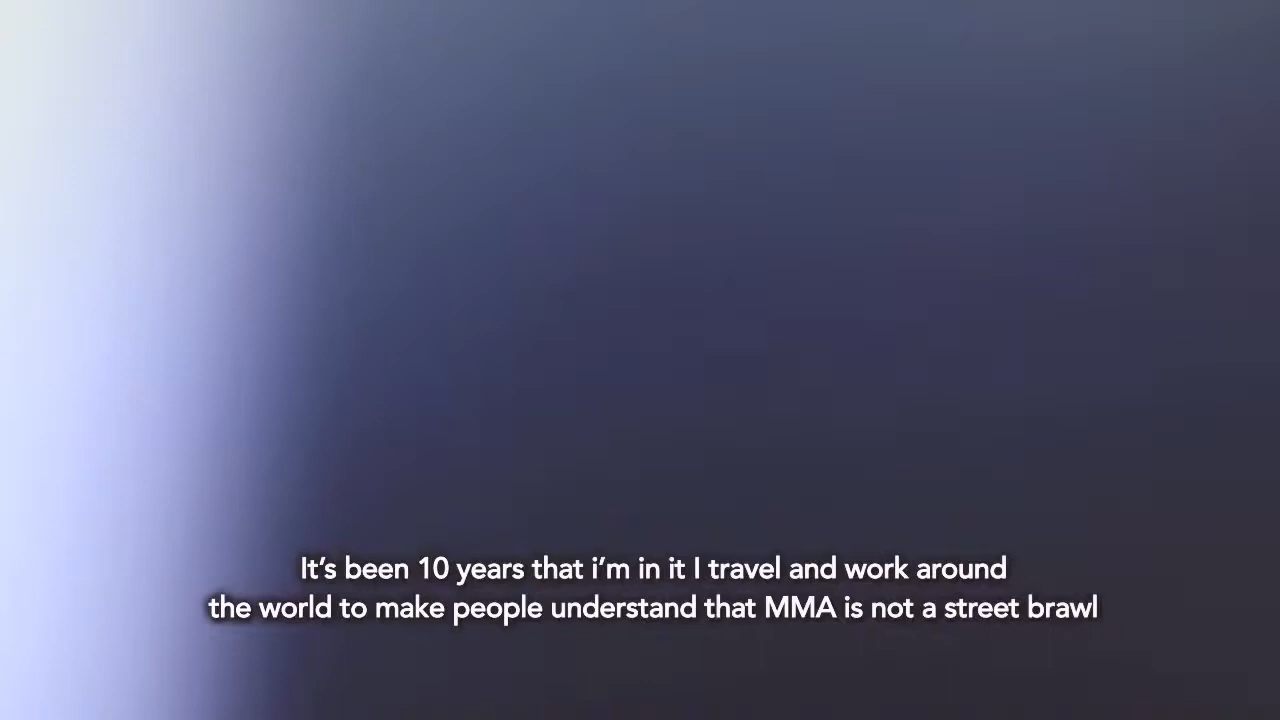 It’s been 10 years that i’m in it I travel and work around
the world to make people understand that MMA is not a street brawl